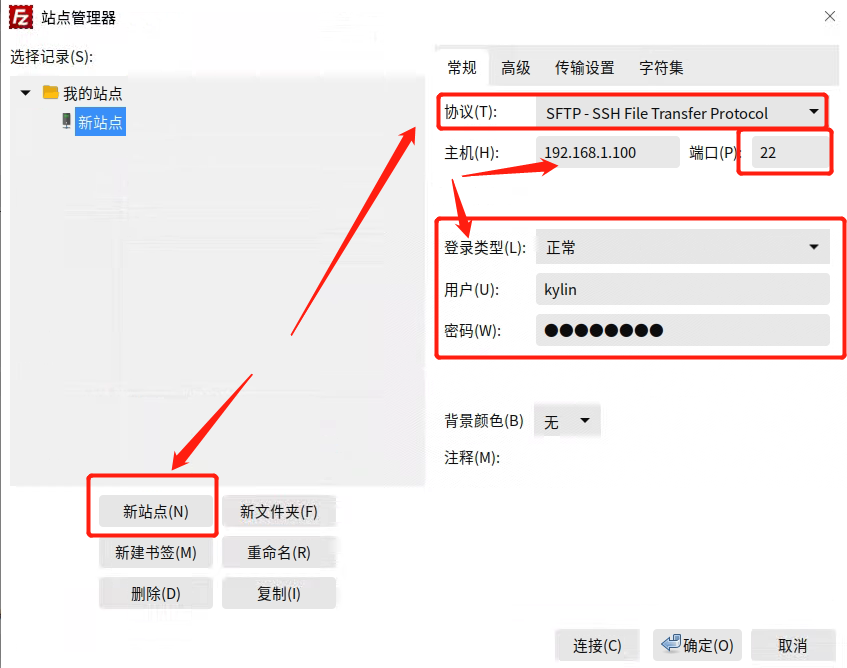 站点管理器
选择记录(S):
我的站点
新站点
新站点(N)
新文件夹(F)
新建书签(M)
重命名(R)
删除(D)
复制(I)
常规 高级 传输设置 字符集
协议(T): SFTP - SSH File Transfer Protocol
主机(H): 192.168.1.100 端口(P): 22
登录类型(L): 正常
用户(U): kylin
密码(W): ●●●●●●●●
背景颜色(B) 无
注释(M):
连接(C) 确定(O) 取消